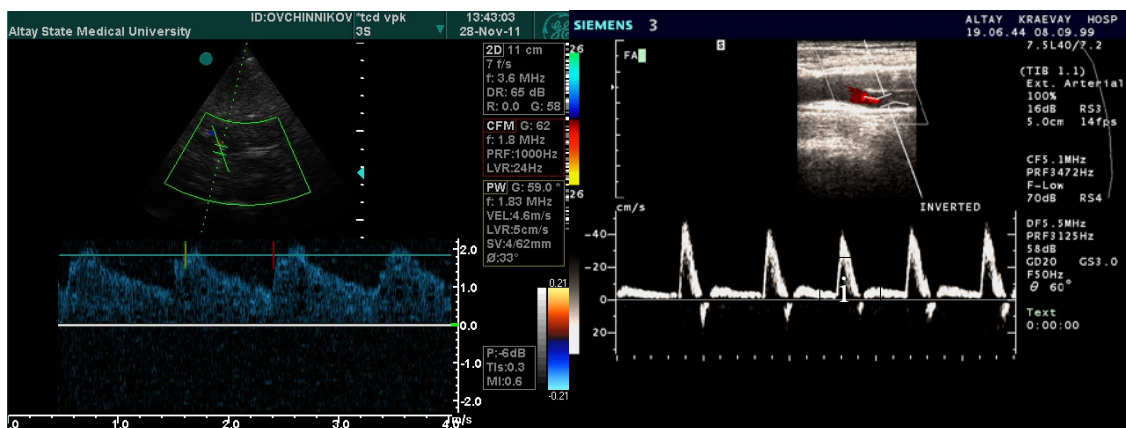 ID:OVCHINNIKOV *tcd vpk 13:43:03
Altay State Medical University 3S 28-Nov-11
2D 11 cm
7 f/s
f: 3.6 MHz
DR: 65 dB
R: 0.0 G: 58
CFM G: 62
f: 1.8 MHz
PRF:1000Hz
LVR:24Hz
PW G: 59.0
f: 1.83 MHz
VEL:4.6m/s
LVR:5cm/s
SV:4/62mm
Ø:33°
2.0
1.0
0.0
-1.0
-2.0
m/s
0.21
-0.21
P:-6dB
TIs:0.3
MI:0.6
.0 1.0 2.0 3.0 4.0
SIEMENS 3
ALTAY KRAEVAY HOSP
19.06.44 08.09.99
7.5L40/7.2
26
26
FA
S
(TIB 1.1)
Ext. Arterial
100%
16dB RS3
5.0cm 14fps
CF5.1MHz
PRF3472Hz
F-Low
70dB RS4
cm/s
INVERTED
-40
-20
0
20
i
DF5.5MHz
PRF3125Hz
58dB
GD20 GS3.0
F50Hz
θ 60°
Text
0:00:00